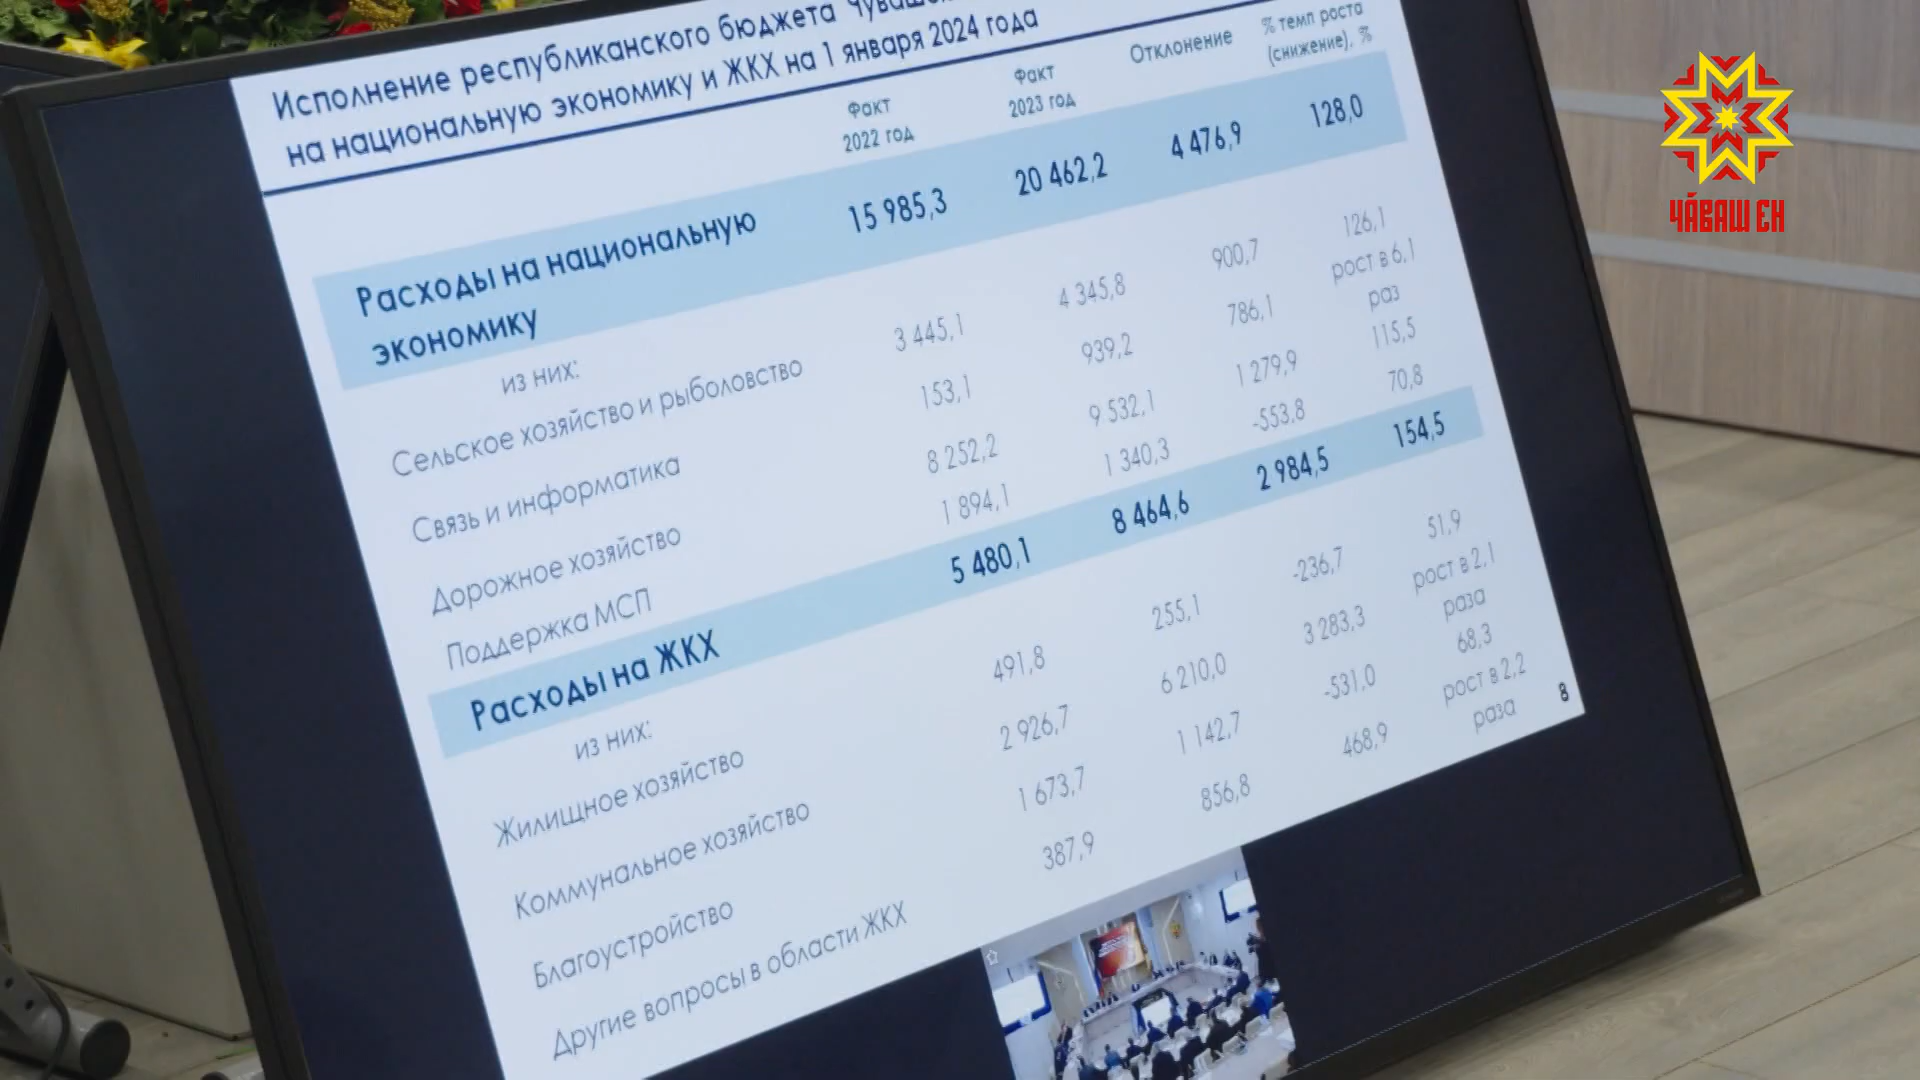 Исполнение республиканского бюджета
на национальную экономику и ЖКХ на 1 января 2024 года
Факт 2022 год
Факт 2023 год
Отклонение
% темп роста (снижение), %
Расходы на национальную экономику 15 985,3 20 462,2 4 476,9 128,0
из них:
Сельское хозяйство и рыболовство 3 445,1 4 345,8 900,7 126,1
Связь и информатика 153,1 939,2 786,1 рост в 6,1 раз
Дорожное хозяйство 8 252,2 9 532,1 1 279,9 115,5
Поддержка МСП 1 894,1 1 340,3 -553,8 70,8
Расходы на ЖКХ 5 480,1 8 464,6 2 984,5 154,5
из них:
Жилищное хозяйство 491,8 255,1 -236,7 51,9
Коммунальное хозяйство 2 926,7 6 210,0 3 283,3 рост в 2,1 раза
Благоустройство 1 673,7 1 142,7 -531,0 68,3
Другие вопросы в области ЖКХ 387,9 856,8 468,9 рост в 2,2 раза
8
ЧӐВАШ ЕН